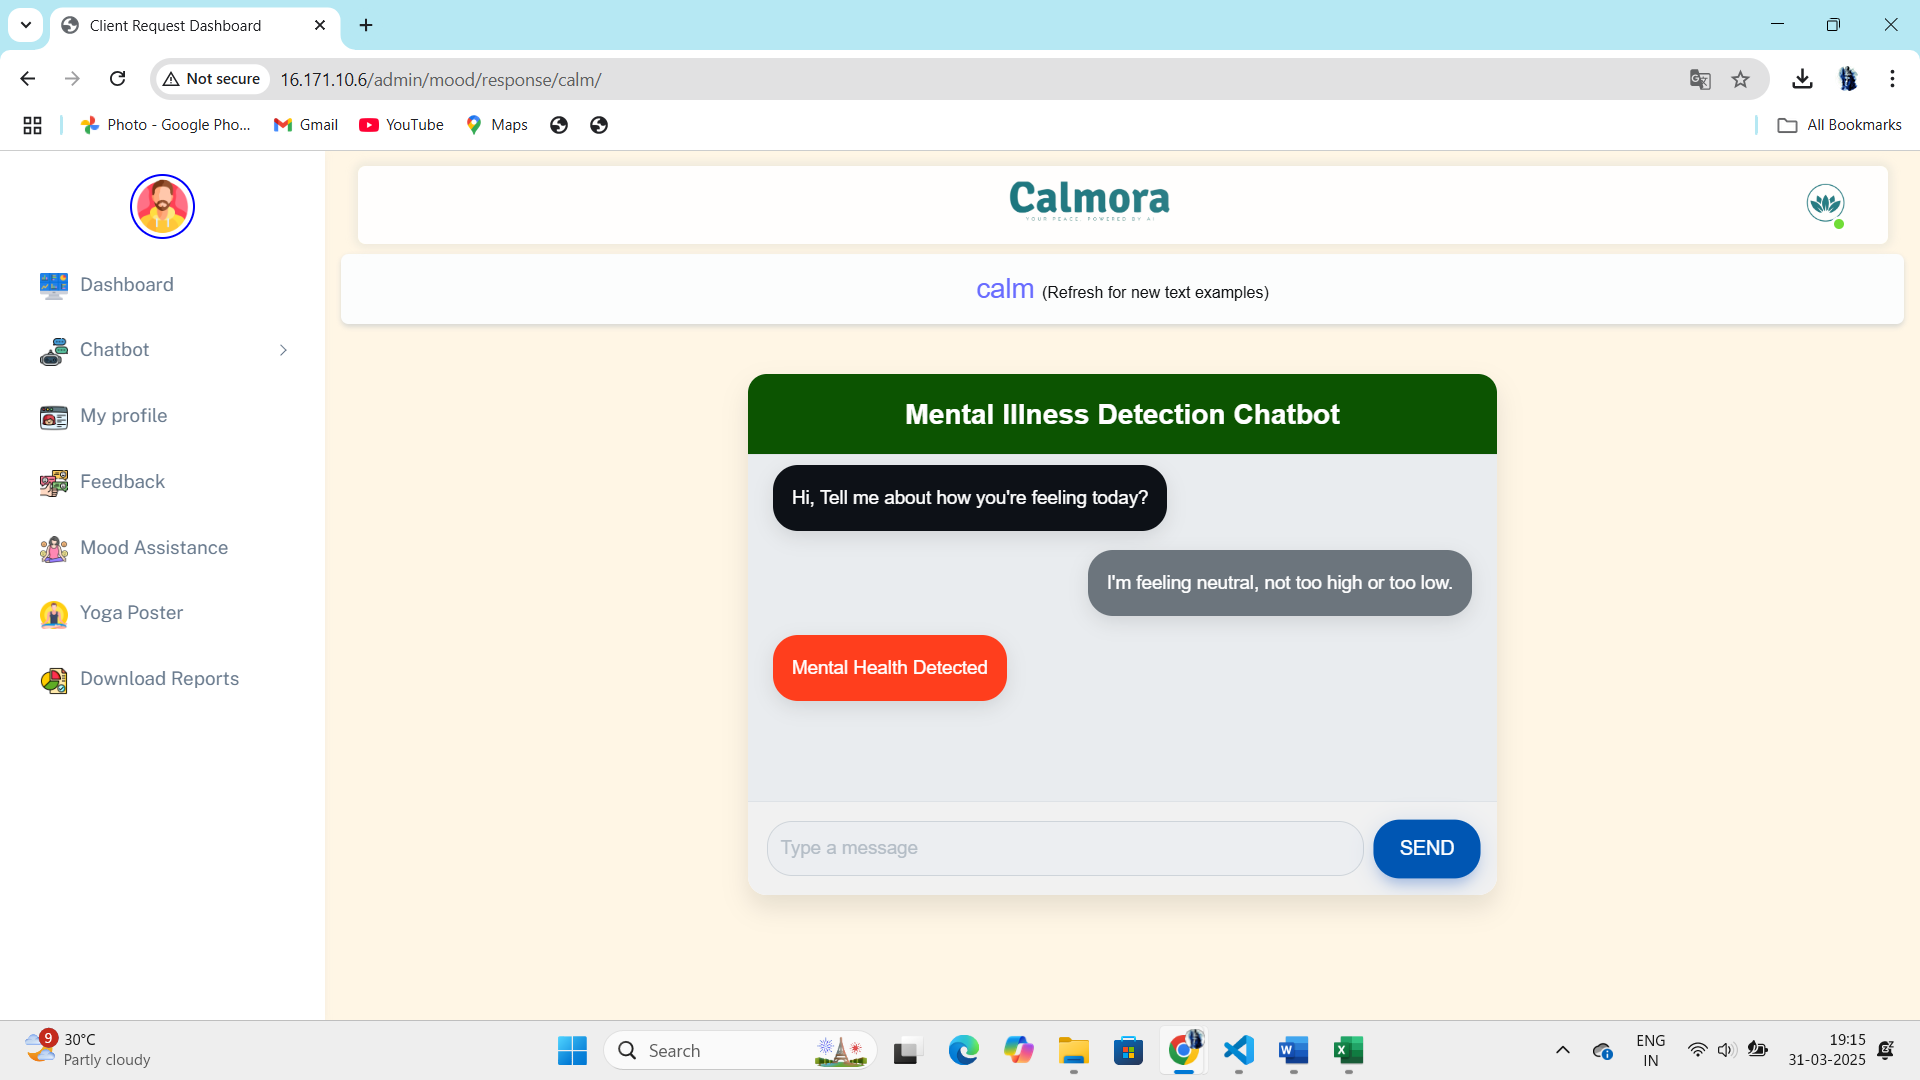 Client Request Dashboard
Not secure
16.171.10.6/admin/mood/response/calm/
Photo - Google Pho...
Gmail
YouTube
Maps
All Bookmarks
Calmora
YOUR PEACE, POWERED BY AI
calm (Refresh for new text examples)
Dashboard
Chatbot
My profile
Feedback
Mood Assistance
Yoga Poster
Download Reports
Mental Illness Detection Chatbot
Hi, Tell me about how you're feeling today?
I'm feeling neutral, not too high or too low.
Mental Health Detected
Type a message
SEND
9
30°C
Partly cloudy
Search
ENG
IN
19:15
31-03-2025